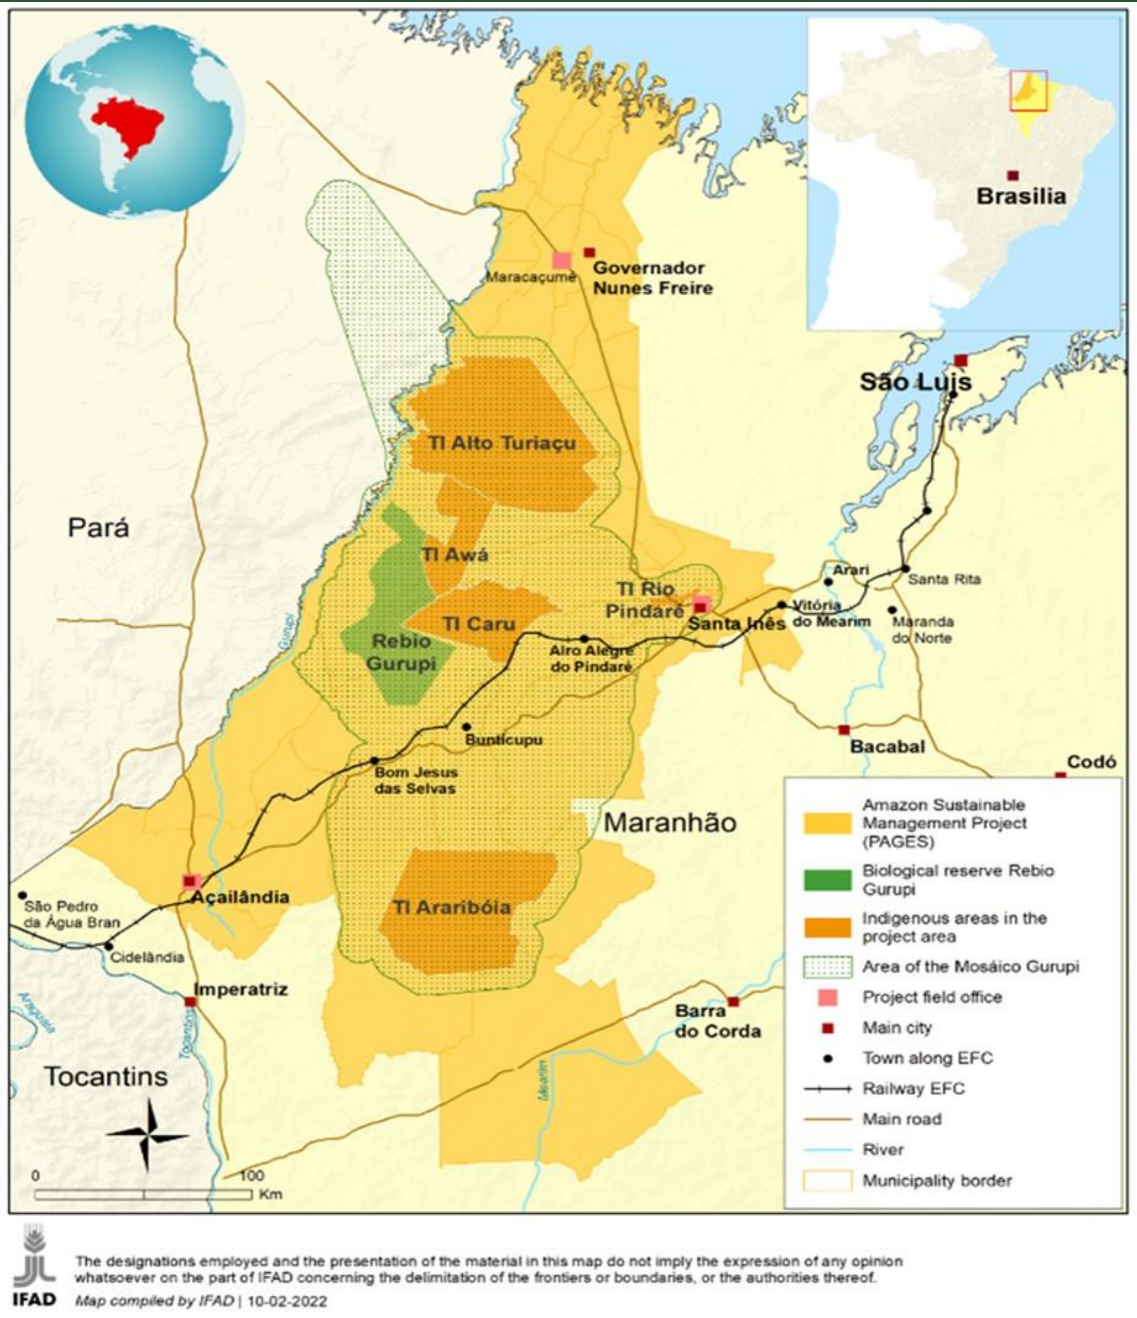 Brasilia
Maracaçumé
Governador
Nunes Freire
São Luis
TI Alto Turiaçu
Pará
TI Awá
TI Rio
Pindaré
Arari
Santa Rita
TI Caru
Santa Inês
Vitória
do Mearim
Maranda
do Norte
Rebio
Gurupi
Gurupi
Alro Alegre
do Pindaré
Bunticupu
Bacabal
Codó
Bom Jesus
das Selvas
Maranhão
Açailândia
São Pedro
da Água Bran
TI Araribóia
Cidelândia
Imperatriz
Araguaia
Tocantins
Barra
do Corda
Mearim
Tocantins
0 100
Km
Amazon Sustainable
Management Project
(PAGES)
Biological reserve Rebio
Gurupi
Indigenous areas in the
project area
Area of the Mosáico Gurupi
Project field office
Main city
Town along EFC
Railway EFC
Main road
River
Municipality border
IFAD
The designations employed and the presentation of the material in this map do not imply the expression of any opinion
whatsoever on the part of IFAD concerning the delimitation of the frontiers or boundaries, or the authorities thereof.
Map compiled by IFAD | 10-02-2022